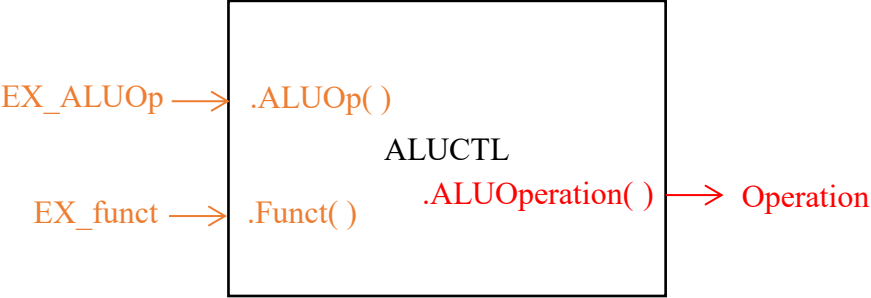 EX_ALUOp
.ALUOp( )
ALUCTL
.ALUOperation( )
Operation
EX_funct
.Funct( )